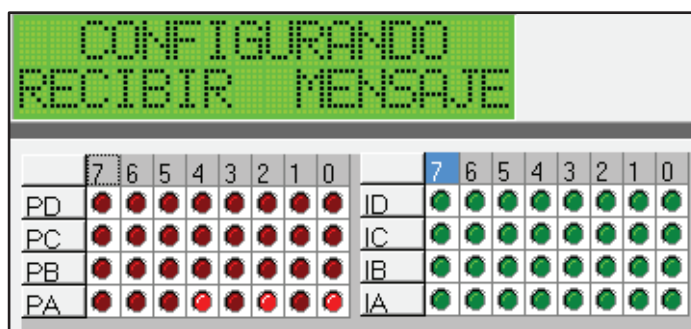 CONFIGURANDO
RECIBIR MENSAJE
7 6 5 4 3 2 1 0 7 6 5 4 3 2 1 0
PD ID
PC IC
PB IB
PA IA